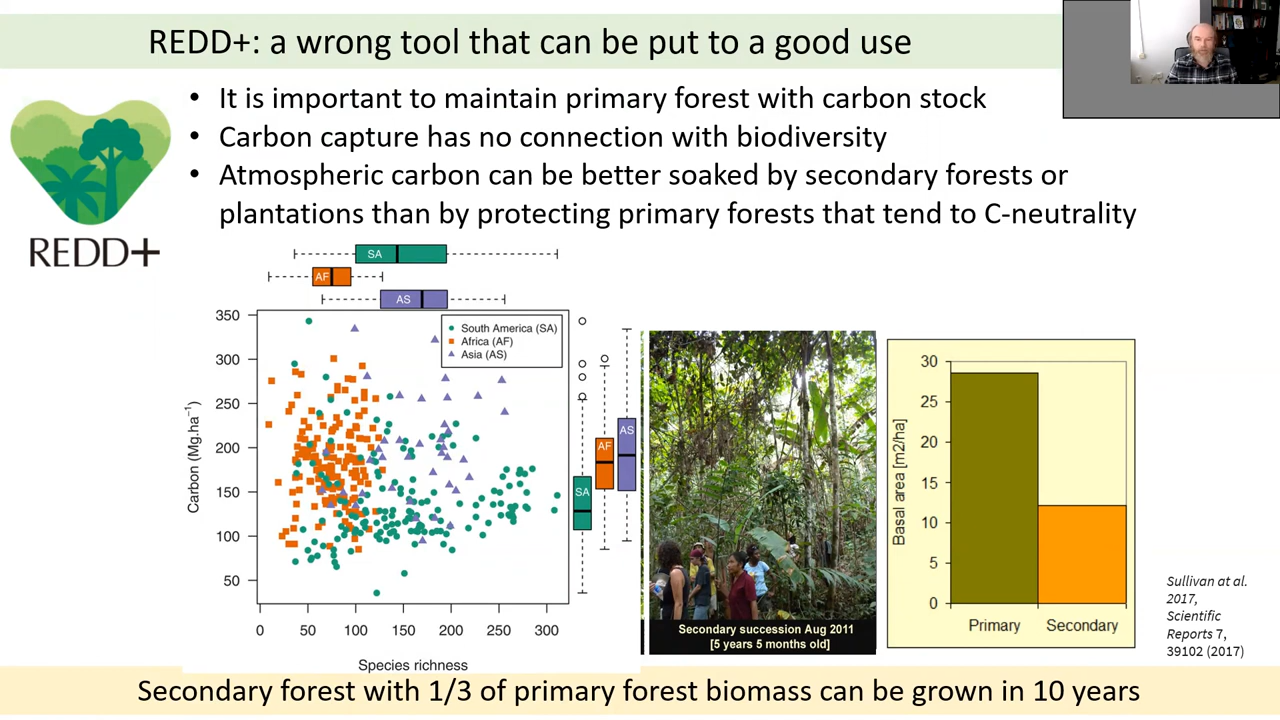 REDD+: a wrong tool that can be put to a good use
• It is important to maintain primary forest with carbon stock
• Carbon capture has no connection with biodiversity
• Atmospheric carbon can be better soaked by secondary forests or
plantations than by protecting primary forests that tend to C-neutrality
REDD+
SA
AF
AS
South America (SA)
Africa (AF)
Asia (AS)
350
300
250
200
150
100
50
Carbon (Mg.ha⁻¹)
0 50 100 150 200 250 300
Species richness
SA
AF
AS
Secondary succession Aug 2011
[5 years 5 months old]
30
25
20
15
10
5
0
Basal area [m2/ha]
Primary Secondary
Sullivan at al.
2017,
Scientific
Reports 7,
39102 (2017)
Secondary forest with 1/3 of primary forest biomass can be grown in 10 years